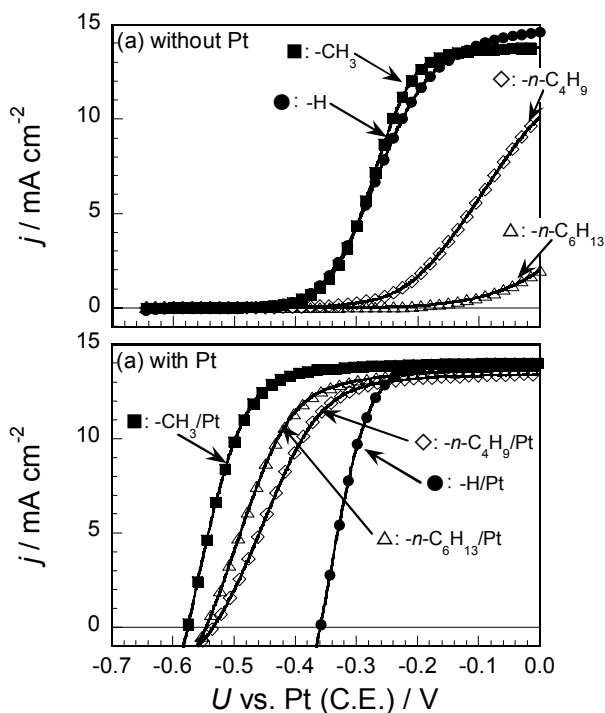 (a) without Pt
■: -CH₃
●: -H
◇: -n-C₄H₉
△: -n-C₆H₁₃
15
10
5
0
j / mA cm⁻²
(a) with Pt
■: -CH₃/Pt
◇: -n-C₄H₉/Pt
●: -H/Pt
△: -n-C₆H₁₃/Pt
15
10
5
0
j / mA cm⁻²
-0.7 -0.6 -0.5 -0.4 -0.3 -0.2 -0.1 0.0
U vs. Pt (C.E.) / V